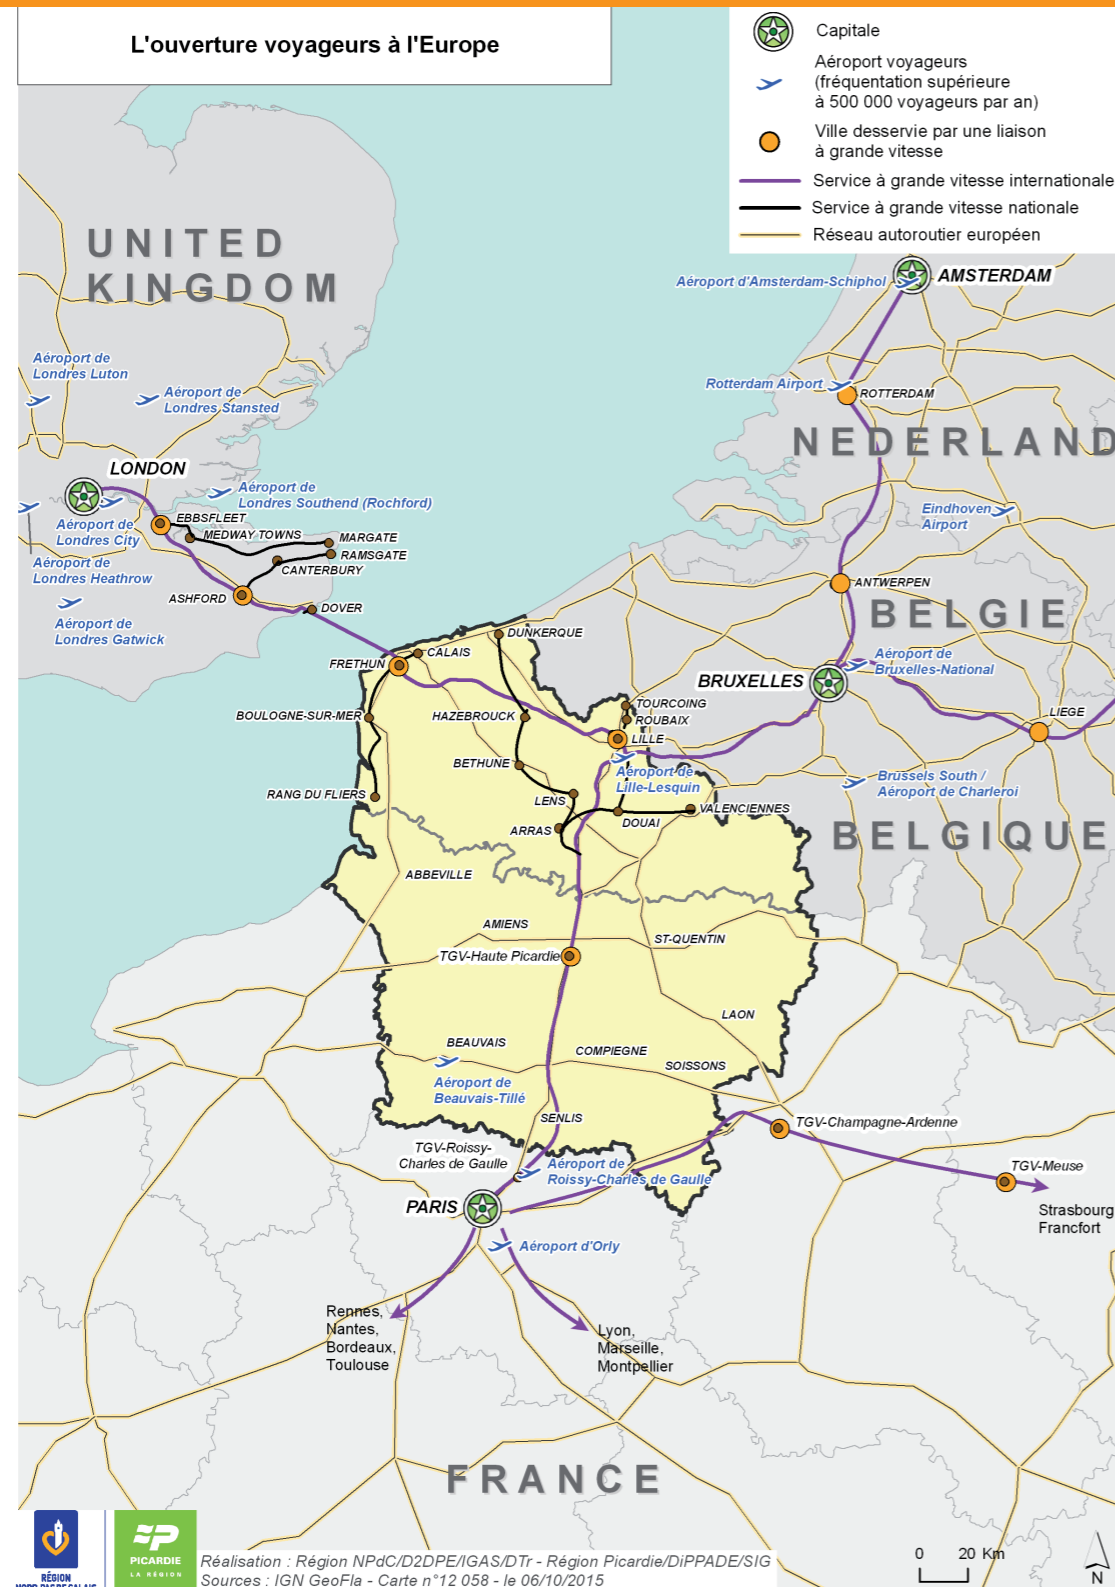 L'ouverture voyageurs à l'Europe
Capitale
Aéroport voyageurs
(fréquentation supérieure
à 500 000 voyageurs par an)
Ville desservie par une liaison
à grande vitesse
Service à grande vitesse internationale
Service à grande vitesse nationale
Réseau autoroutier européen
UNITED
KINGDOM
Aéroport d'Amsterdam-Schiphol
AMSTERDAM
Aéroport de
Londres Luton
Aéroport de
Londres Stansted
Rotterdam Airport
ROTTERDAM
NEDERLAND
LONDON
Aéroport de
Londres Southend (Rochford)
Aéroport de
Londres City
EBBSFLEET
MEDWAY TOWNS
MARGATE
RAMSGATE
CANTERBURY
Eindhoven
Airport
Aéroport de
Londres Heathrow
ASHFORD
DOVER
ANTWERPEN
BELGIE
Aéroport de
Londres Gatwick
DUNKERQUE
CALAIS
FRETHUN
Aéroport de
Bruxelles-National
BRUXELLES
BOULOGNE-SUR-MER
HAZEBROUCK
TOURCOING
ROUBAIX
LILLE
LIEGE
BETHUNE
Aéroport de
Lille-Lesquin
Brussels South /
Aéroport de Charleroi
RANG DU FLIERS
LENS
VALENCIENNES
ARRAS
DOUAI
BELGIQUE
ABBEVILLE
AMIENS
ST-QUENTIN
TGV-Haute Picardie
LAON
BEAUVAIS
COMPIEGNE
SOISSONS
Aéroport de
Beauvais-Tillé
SENLIS
TGV-Champagne-Ardenne
TGV-Roissy-
Charles de Gaulle
Aéroport de
Roissy-Charles de Gaulle
TGV-Meuse
PARIS
Strasbourg
Francfort
Aéroport d'Orly
Rennes,
Nantes,
Bordeaux,
Toulouse
Lyon,
Marseille,
Montpellier
FRANCE
RÉGION
NORD-PAS DE CALAIS
PICARDIE
LA RÉGION
Réalisation : Région NPdC/D2DPE/IGAS/DTr - Région Picardie/DiPPADE/SIG
Sources : IGN GeoFla - Carte n°12 058 - le 06/10/2015
0 20 Km
N